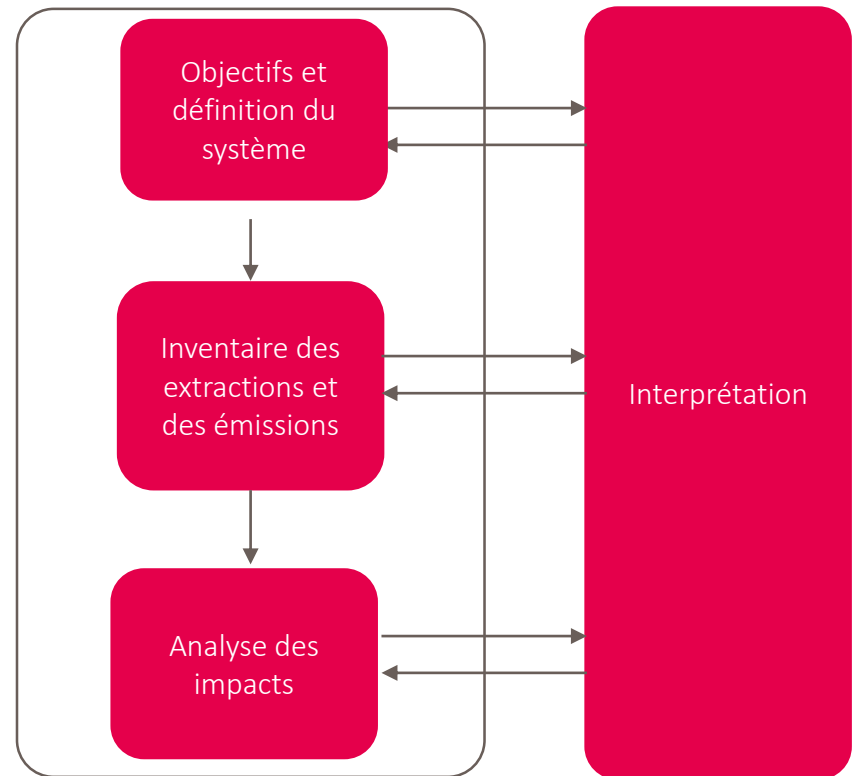 Objectifs et
définition du
système
Inventaire des
extractions et
des émissions
Interprétation
Analyse des
impacts